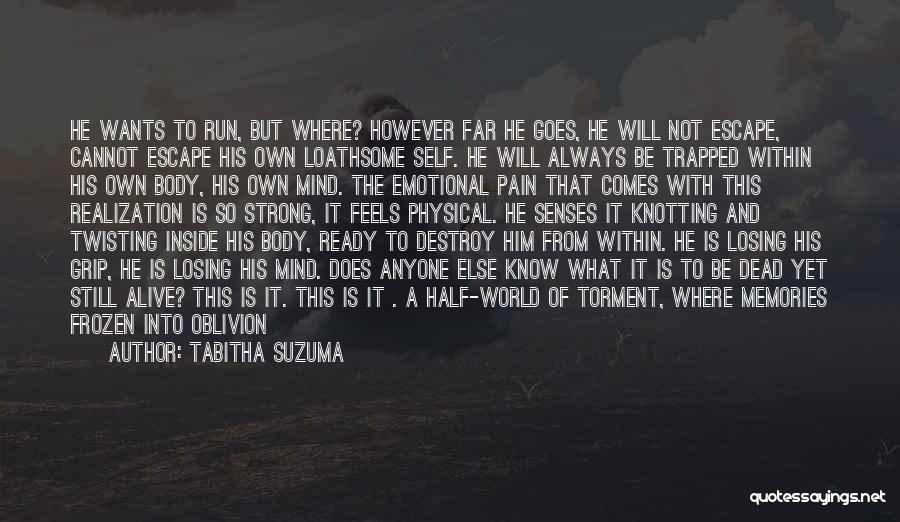 HE WANTS TO RUN, BUT WHERE? HOWEVER FAR HE GOES, HE WILL NOT ESCAPE,
CANNOT ESCAPE HIS OWN LOATHSOME SELF. HE WILL ALWAYS BE TRAPPED WITHIN
HIS OWN BODY, HIS OWN MIND. THE EMOTIONAL PAIN THAT COMES WITH THIS
REALIZATION IS SO STRONG, IT FEELS PHYSICAL. HE SENSES IT KNOTTING AND
TWISTING INSIDE HIS BODY, READY TO DESTROY HIM FROM WITHIN. HE IS LOSING HIS
GRIP, HE IS LOSING HIS MIND. DOES ANYONE ELSE KNOW WHAT IT IS TO BE DEAD YET
STILL ALIVE? THIS IS IT. THIS IS IT . A HALF-WORLD OF TORMENT, WHERE MEMORIES
FROZEN INTO OBLIVION
AUTHOR: TABITHA SUZUMA
quotessayings.net